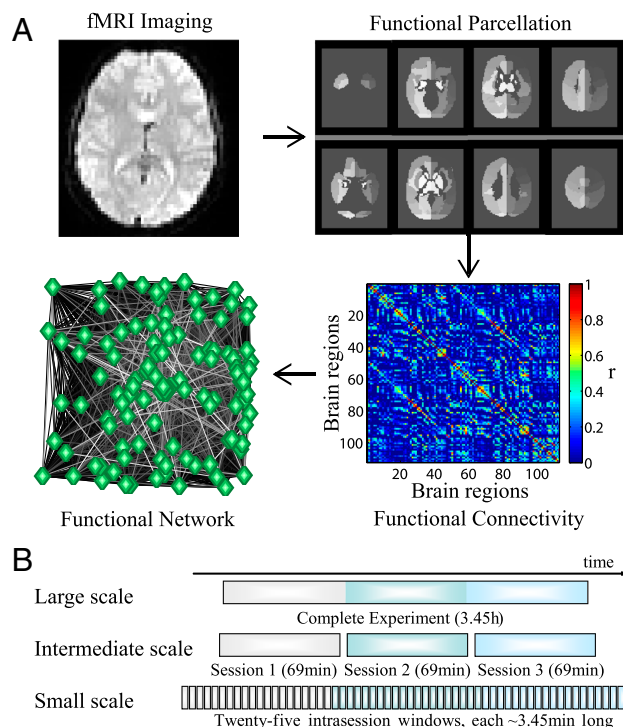 A
fMRI Imaging
Functional Parcellation
Functional Network
Brain regions
20
40
60
80
100
20 40 60 80 100
Brain regions
Functional Connectivity
1
0.8
0.6
0.4
0.2
0
r
B
time
Large scale
Complete Experiment (3.45h)
Intermediate scale
Session 1 (69min) Session 2 (69min) Session 3 (69min)
Small scale
Twenty-five intrasession windows, each ~3.45min long